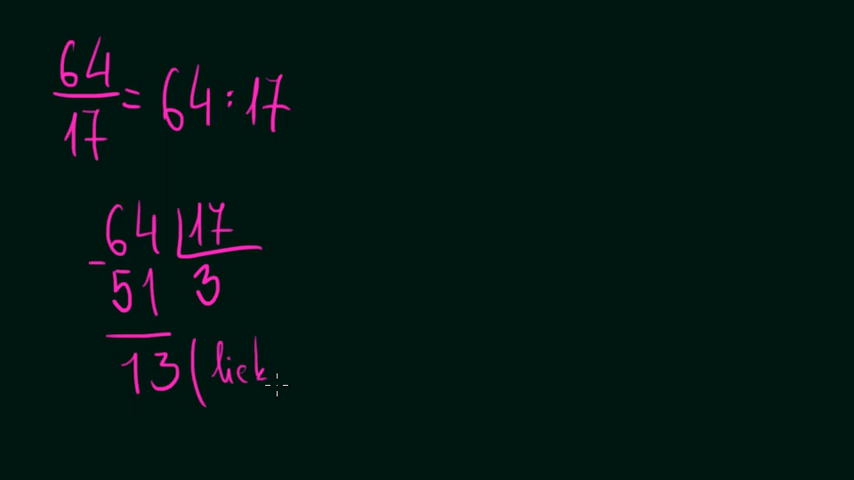 64/17 = 64 : 17
64 | 17
- 51 3
13 (liek